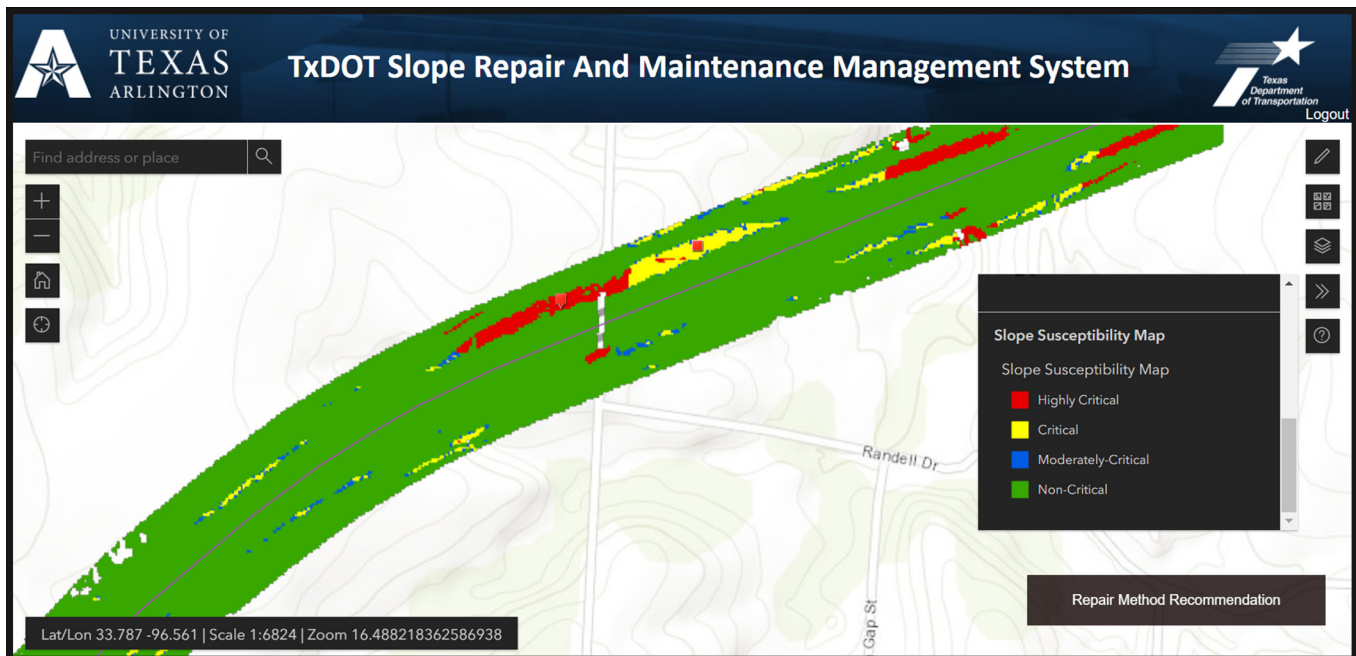 UNIVERSITY OF
TEXAS
ARLINGTON
TxDOT Slope Repair And Maintenance Management System
Texas
Department
of Transportation
Logout
Find address or place
Slope Susceptibility Map
Slope Susceptibility Map
Highly Critical
Critical
Moderately-Critical
Non-Critical
Randell Dr
Gap St
Repair Method Recommendation
Lat/Lon 33.787 -96.561 | Scale 1:6824 | Zoom 16.488218362586938